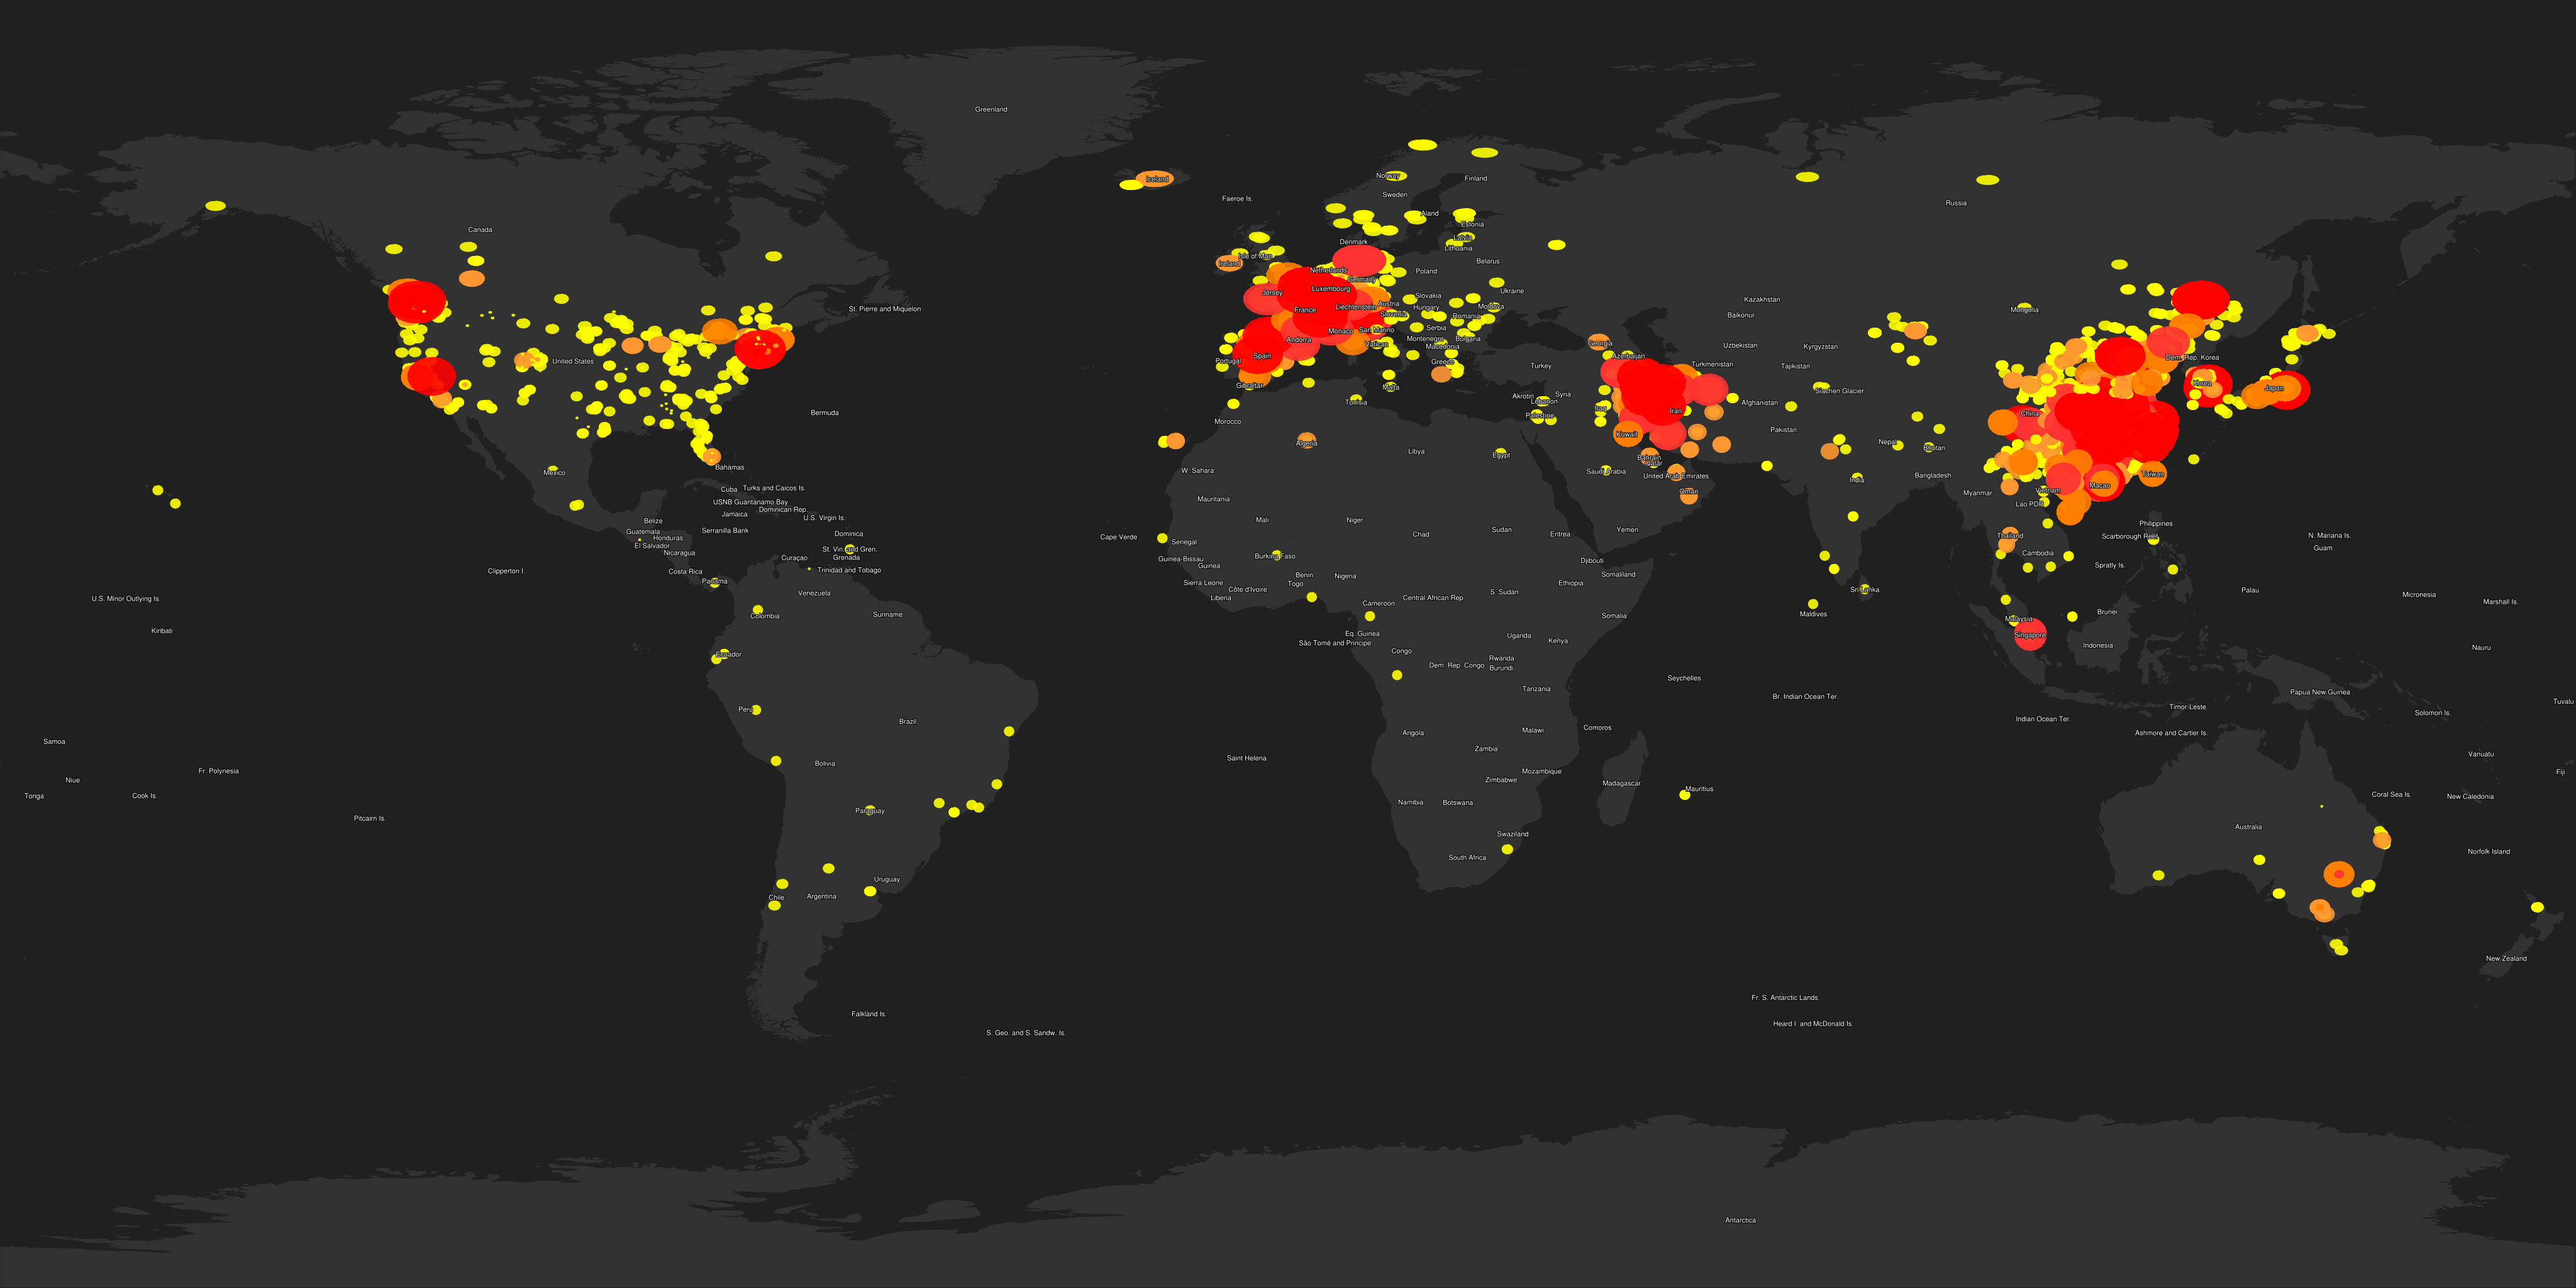 Greenland
Iceland
Norway
Finland
Sweden
Faeroe Is.
Russia
Aland
Estonia
Canada
Latvia
Denmark
Lithuania
Isle of Man
Ireland
Belarus
Netherlands
Poland
Germany
Luxembourg
Jersey
Ukraine
Slovakia
Kazakhstan
Austria
Liechtenstein
Hungary
Moldova
St. Pierre and Miquelon
France
Mongolia
Slovenia
Romania
Baikonur
Serbia
Monaco
San Marino
Montenegro
Bulgaria
Andorra
Georgia
Vatican
Macedonia
Uzbekistan
Kyrgyzstan
Spain
Azerbaijan
Dem. Rep. Korea
Portugal
United States
Greece
Turkmenistan
Turkey
Tajikistan
Korea
Gibraltar
Malta
Japan
Siachen Glacier
Akrotiri
Syria
Lebanon
Tunisia
Afghanistan
Iraq
Iran
Bermuda
Palestine
China
Morocco
Pakistan
Kuwait
Nepal
Algeria
Bhutan
Libya
Egypt
Bahrain
Qatar
Bahamas
W. Sahara
Mexico
Saudi Arabia
United Arab Emirates
Taiwan
Bangladesh
India
Macao
Cuba
Turks and Caicos Is.
Oman
Vietnam
Myanmar
Mauritania
USNB Guantanamo Bay
Lao PDR
Dominican Rep.
Jamaica
U.S. Virgin Is.
Belize
Mali
Niger
Philippines
Serranilla Bank
Guatemala
Sudan
Eritrea
Yemen
Dominica
Chad
Thailand
Scarborough Reef
N. Mariana Is.
Honduras
Cape Verde
Senegal
El Salvador
St. Vin. and Gren.
Guam
Nicaragua
Curaçao
Grenada
Guinea-Bissau
Burkina Faso
Cambodia
Djibouti
Clipperton I.
Costa Rica
Trinidad and Tobago
Guinea
Spratly Is.
Benin
Nigeria
Somaliland
Panama
Sierra Leone
Togo
Ethiopia
Côte d'Ivoire
Venezuela
Liberia
Central African Rep.
S. Sudan
Sri Lanka
Palau
Micronesia
U.S. Minor Outlying Is.
Cameroon
Marshall Is.
Colombia
Suriname
Somalia
Maldives
Brunei
Malaysia
Kiribati
Eq. Guinea
Uganda
Singapore
São Tomé and Principe
Kenya
Indonesia
Nauru
Congo
Ecuador
Rwanda
Dem. Rep. Congo
Burundi
Seychelles
Tanzania
Papua New Guinea
Br. Indian Ocean Ter.
Tuvalu
Peru
Timor-Leste
Solomon Is.
Brazil
Indian Ocean Ter.
Comoros
Angola
Malawi
Ashmore and Cartier Is.
Samoa
Zambia
Vanuatu
Saint Helena
Bolivia
Fr. Polynesia
Mozambique
Fiji
Niue
Zimbabwe
Madagascar
Mauritius
Tonga
Cook Is.
Coral Sea Is.
New Caledonia
Namibia
Botswana
Paraguay
Pitcairn Is.
Australia
Swaziland
Norfolk Island
South Africa
Uruguay
Chile
Argentina
New Zealand
Fr. S. Antarctic Lands
Falkland Is.
Heard I. and McDonald Is.
S. Geo. and S. Sandw. Is.
Antarctica